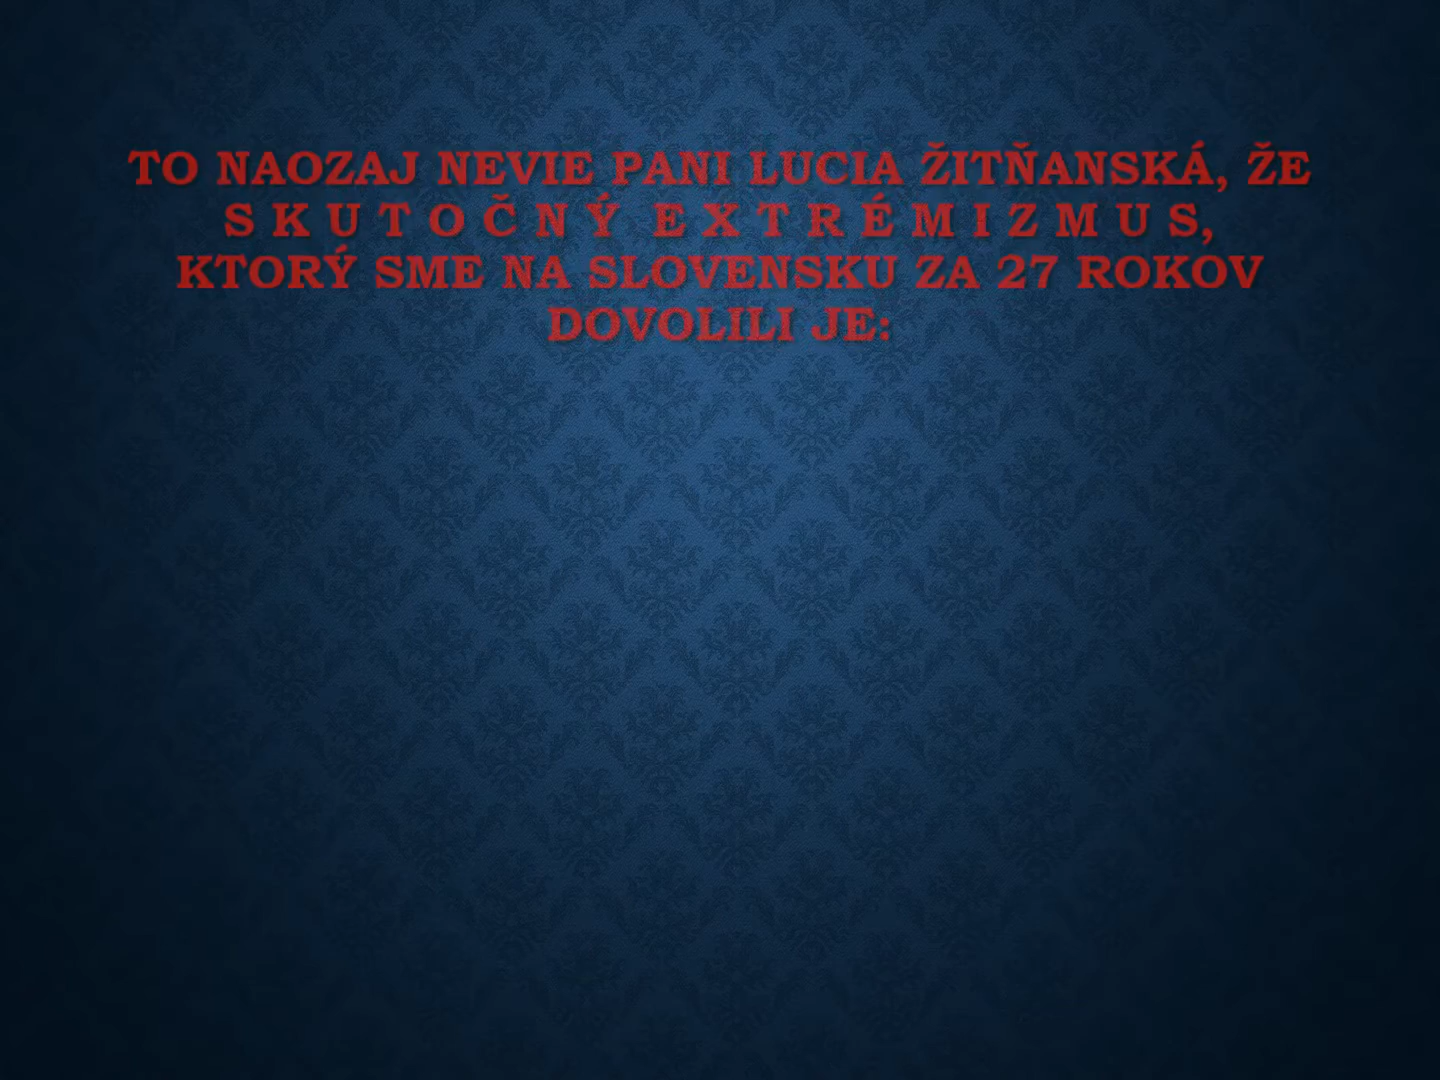 TO NAOZAJ NEVIE PANI LUCIA ŽITŇANSKÁ, ŽE
S K U T O Č N Ý  E X T R É M I Z M U S,
KTORÝ SME NA SLOVENSKU ZA 27 ROKOV
DOVOLILI JE: